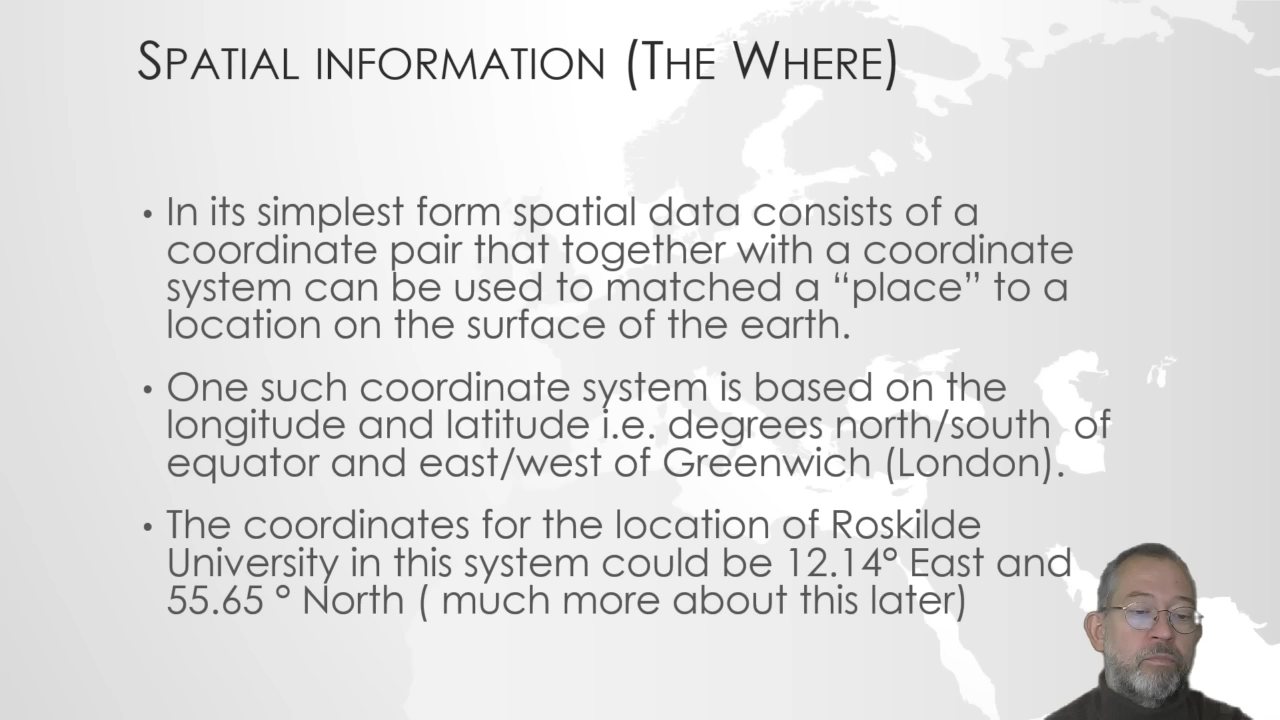 SPATIAL INFORMATION (THE WHERE)
• In its simplest form spatial data consists of a
coordinate pair that together with a coordinate
system can be used to matched a “place” to a
location on the surface of the earth.
• One such coordinate system is based on the
longitude and latitude i.e. degrees north/south  of
equator and east/west of Greenwich (London).
• The coordinates for the location of Roskilde
University in this system could be 12.14° East and
55.65 ° North ( much more about this later)